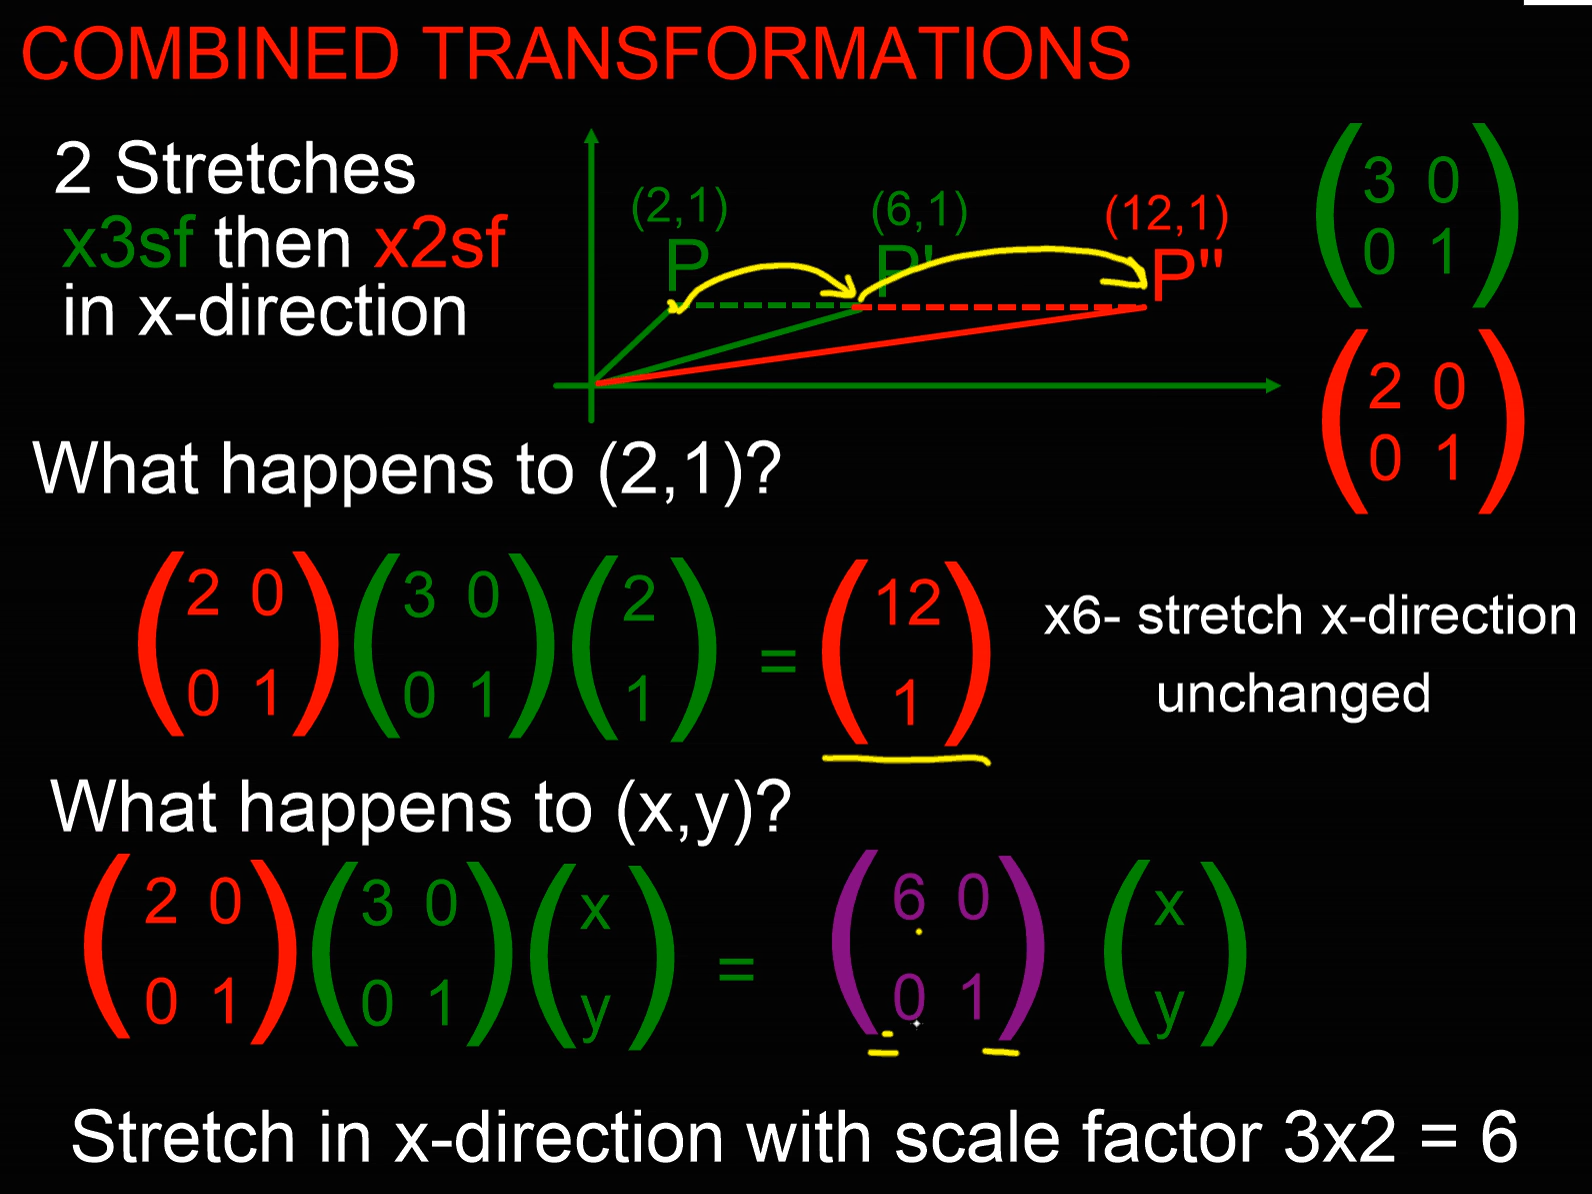 COMBINED TRANSFORMATIONS
2 Stretches
x3sf then x2sf
in x-direction
(2,1) (6,1) (12,1)
P P' P"
3 0
0 1
2 0
0 1
What happens to (2,1)?
2 0 3 0 2 12
0 1 0 1 1 = 1
x6- stretch x-direction
unchanged
What happens to (x,y)?
2 0 3 0 x 6 0 x
0 1 0 1 y = 0 1 y
Stretch in x-direction with scale factor 3x2 = 6